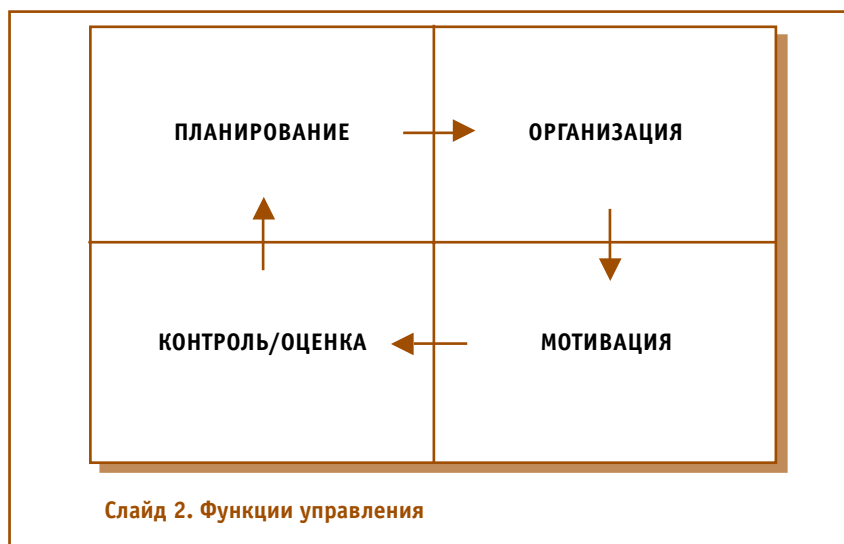 ПЛАНИРОВАНИЕ
ОРГАНИЗАЦИЯ
КОНТРОЛЬ/ОЦЕНКА
МОТИВАЦИЯ
Слайд 2. Функции управления